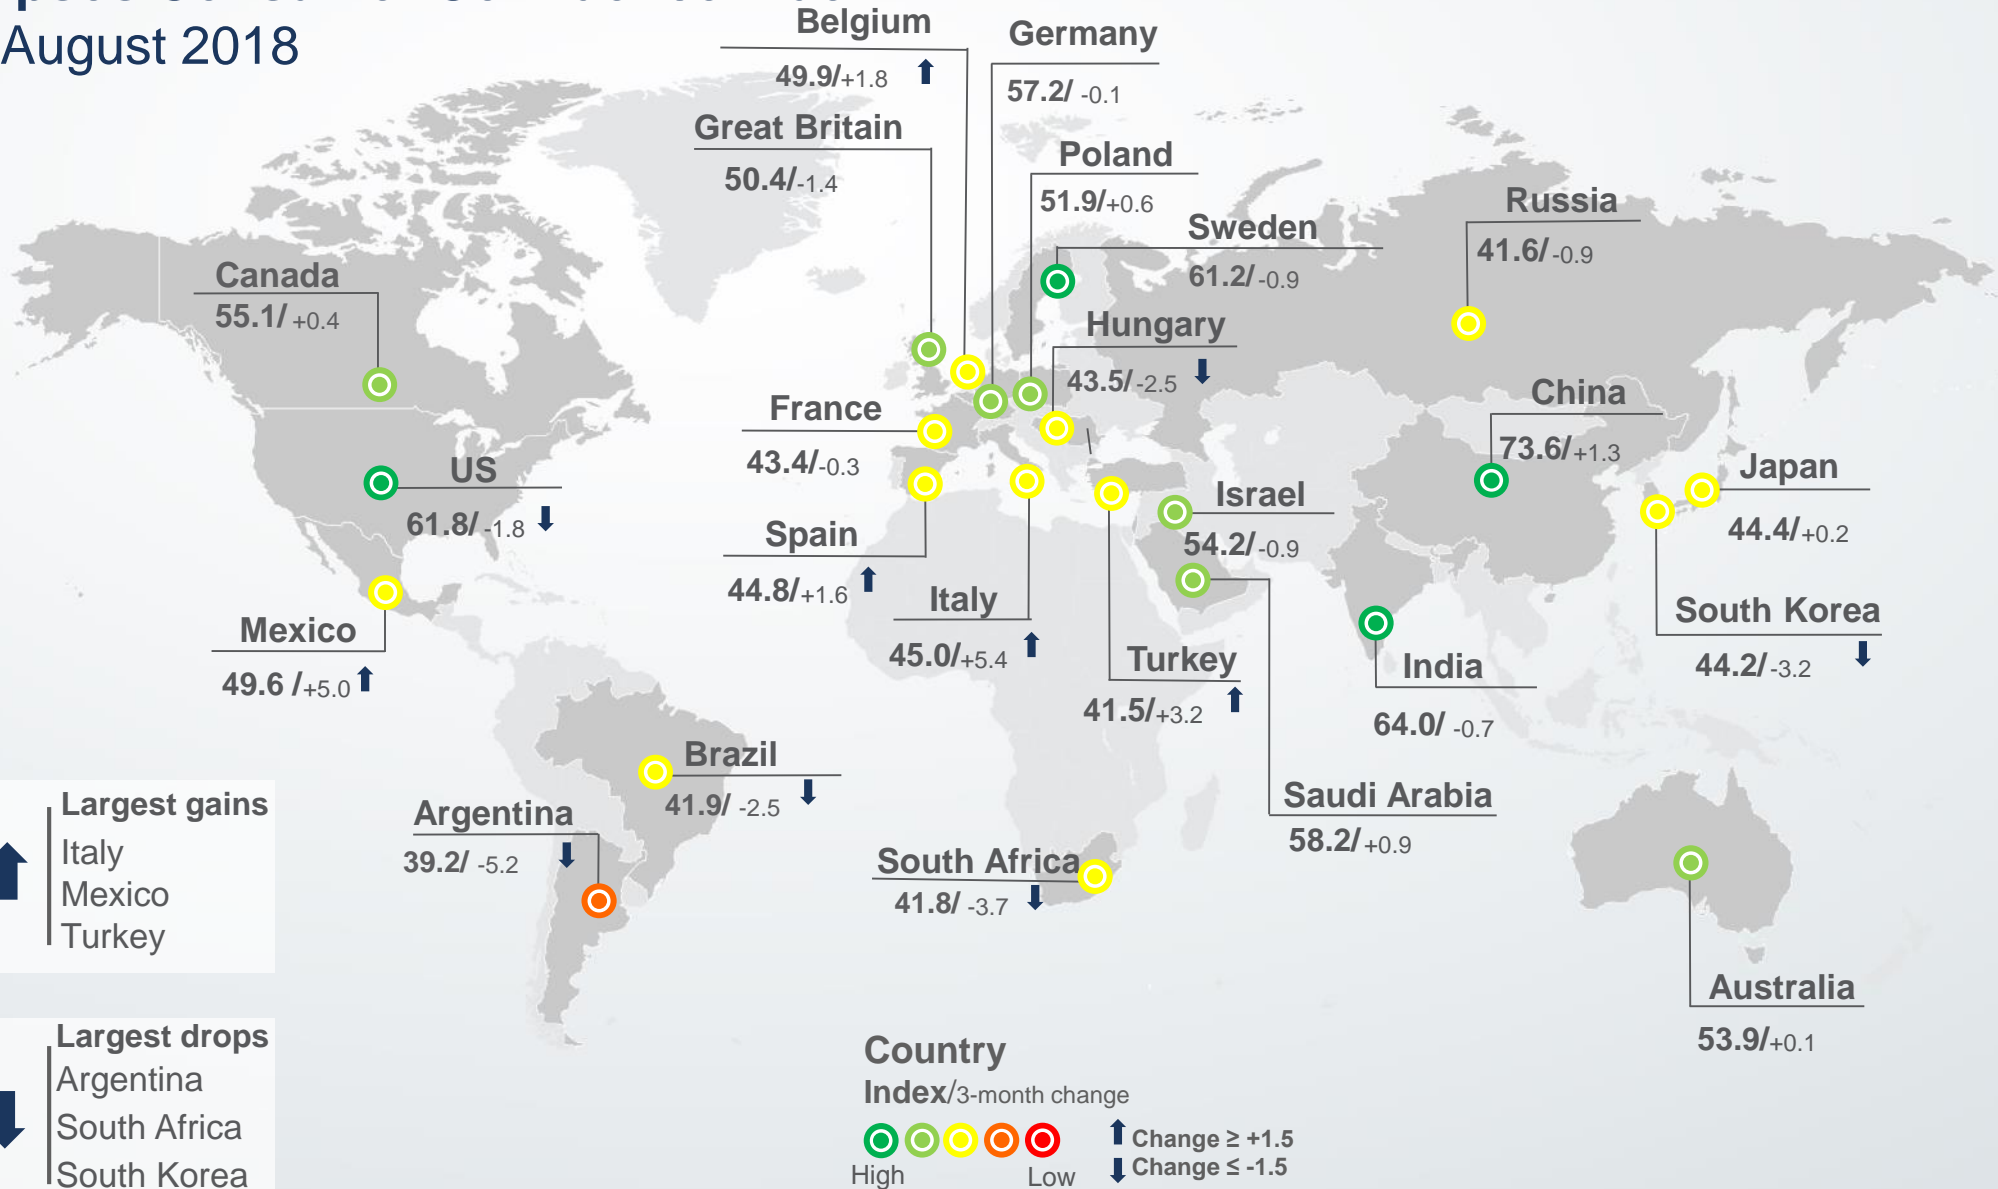 August 2018
Belgium
49.9/+1.8
Germany
57.2/ -0.1
Great Britain
50.4/-1.4
Poland
51.9/+0.6
Russia
41.6/ -0.9
Sweden
61.2/ -0.9
Canada
55.1/ +0.4
Hungary
43.5/ -2.5
China
73.6/+1.3
France
43.4/-0.3
US
61.8/ -1.8
Japan
44.4/+0.2
Israel
54.2/ -0.9
Spain
44.8/+1.6
Italy
45.0/+5.4
South Korea
44.2/-3.2
Mexico
49.6 /+5.0
Turkey
41.5/+3.2
India
64.0/ -0.7
Brazil
41.9/ -2.5
Argentina
39.2/ -5.2
Saudi Arabia
58.2/+0.9
South Africa
41.8/ -3.7
Australia
53.9/+0.1
Largest gains
Italy
Mexico
Turkey
Largest drops
Argentina
South Africa
South Korea
Country
Index/3-month change
High
Low
Change ≥ +1.5
Change ≤ -1.5